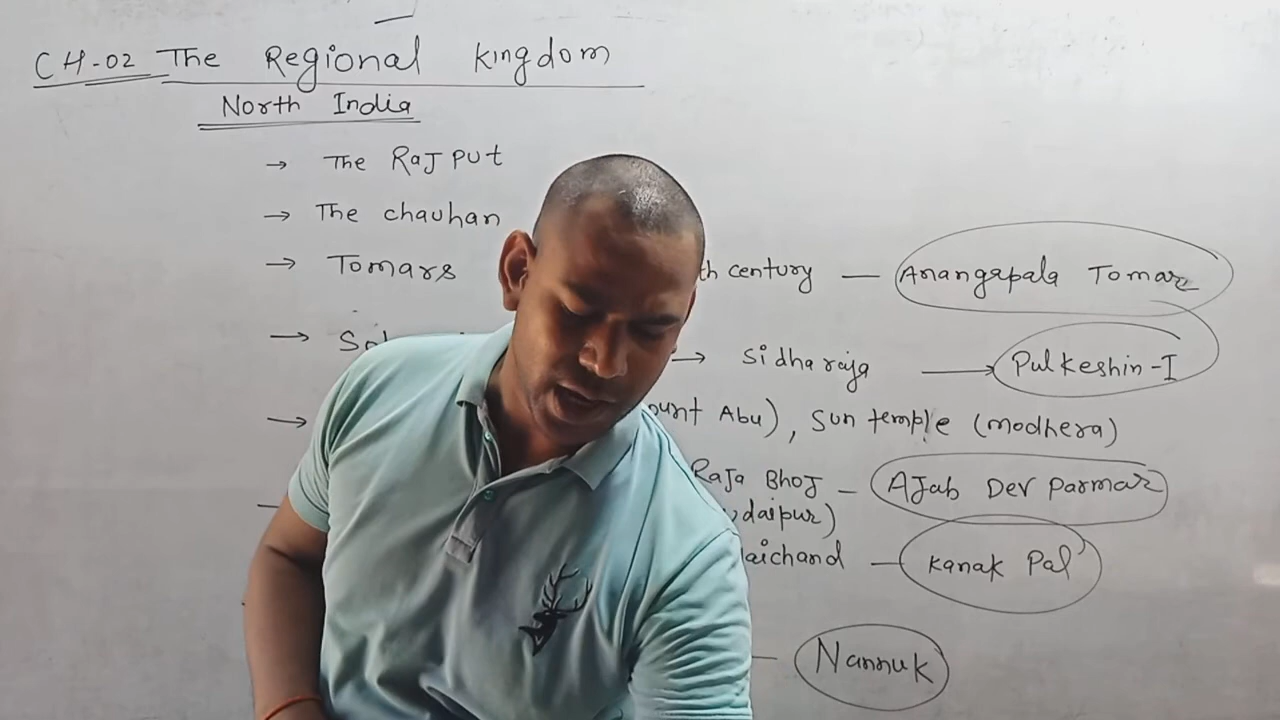 CH-02 The Regional Kingdom
North India
→ The Rajput
→ The chauhan
→ Tomars th century — Anangapala Tomar
→ → Sidharaja → Pulkeshin-I
→ Abu), Sun temple (modhera)
Raja Bhoj — Ajab Dev Parmar
daipur)
aichand — Kanak Pal
— Nannuk